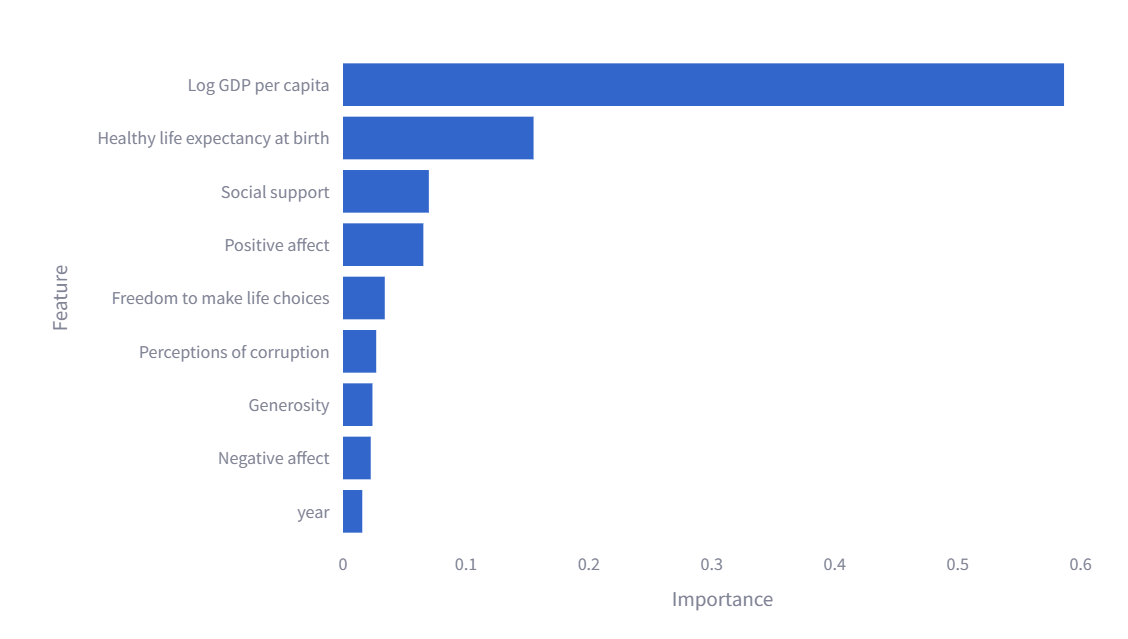 Log GDP per capita
Healthy life expectancy at birth
Social support
Positive affect
Feature
Freedom to make life choices
Perceptions of corruption
Generosity
Negative affect
year
0 0.1 0.2 0.3 0.4 0.5 0.6
Importance